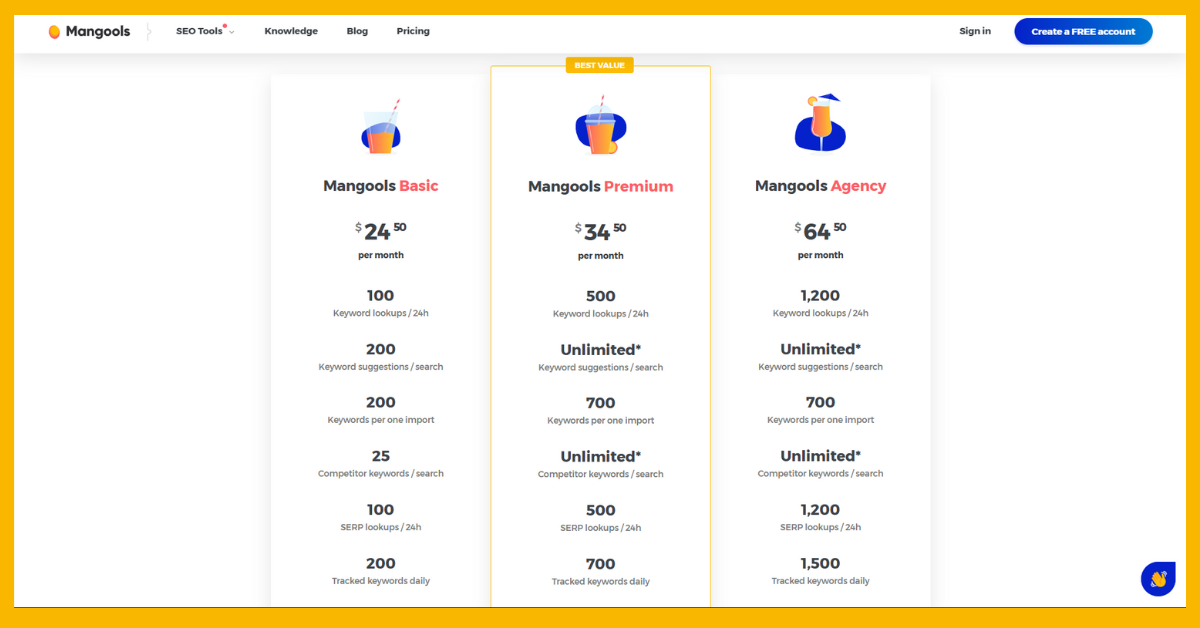 Mangools SEO Tools Knowledge Blog Pricing Sign in Create a FREE account
BEST VALUE
Mangools Basic
$ 24 50
per month
100
Keyword lookups / 24h
200
Keyword suggestions / search
200
Keywords per one import
25
Competitor keywords / search
100
SERP lookups / 24h
200
Tracked keywords daily
Mangools Premium
$ 34 50
per month
500
Keyword lookups / 24h
Unlimited*
Keyword suggestions / search
700
Keywords per one import
Unlimited*
Competitor keywords / search
500
SERP lookups / 24h
700
Tracked keywords daily
Mangools Agency
$ 64 50
per month
1,200
Keyword lookups / 24h
Unlimited*
Keyword suggestions / search
700
Keywords per one import
Unlimited*
Competitor keywords / search
1,200
SERP lookups / 24h
1,500
Tracked keywords daily